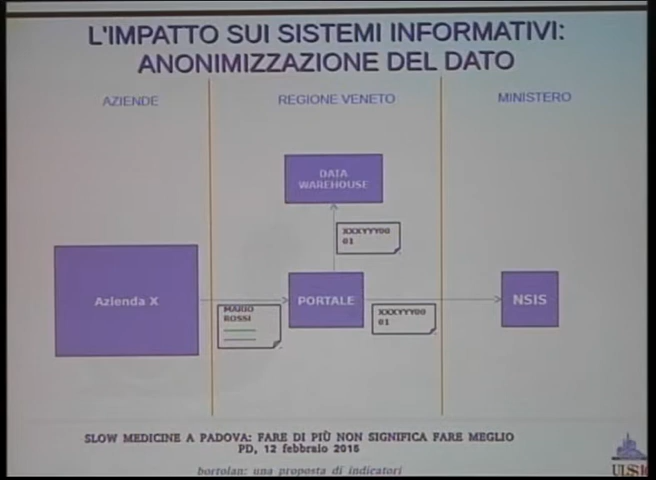 L'IMPATTO SUI SISTEMI INFORMATIVI:
ANONIMIZZAZIONE DEL DATO
AZIENDE
REGIONE VENETO
MINISTERO
DATA
WAREHOUSE
XXXYYY00
01
Azienda X
PORTALE
NSIS
MARIO
ROSSI
XXXYYY00
01
SLOW MEDICINE A PADOVA: FARE DI PIÙ NON SIGNIFICA FARE MEGLIO
PD, 12 febbraio 2016
bortolan: una proposta di indicatori